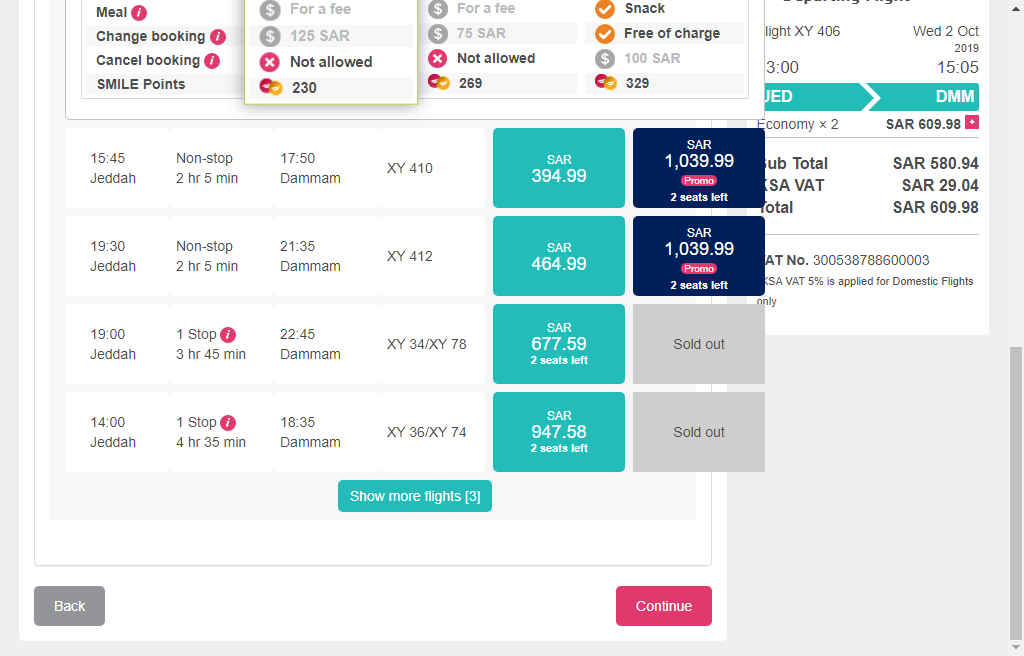 Meal i
$ For a fee
$ For a fee
Snack
Change booking i
$ 125 SAR
$ 75 SAR
Free of charge
Cancel booking i
Not allowed
Not allowed
$ 100 SAR
SMILE Points
230
269
329
15:45
Jeddah
Non-stop
2 hr 5 min
17:50
Dammam
XY 410
SAR
394.99
SAR
1,039.99
Promo
2 seats left
19:30
Jeddah
Non-stop
2 hr 5 min
21:35
Dammam
XY 412
SAR
464.99
SAR
1,039.99
Promo
2 seats left
19:00
Jeddah
1 Stop i
3 hr 45 min
22:45
Dammam
XY 34/XY 78
SAR
677.59
2 seats left
Sold out
14:00
Jeddah
1 Stop i
4 hr 35 min
18:35
Dammam
XY 36/XY 74
SAR
947.58
2 seats left
Sold out
Show more flights [3]
Back
Continue
light XY 406
Wed 2 Oct
2019
3:00
15:05
JED
DMM
Economy × 2
SAR 609.98 +
Sub Total
SAR 580.94
KSA VAT
SAR 29.04
Total
SAR 609.98
VAT No. 300538788600003
KSA VAT 5% is applied for Domestic Flights
only